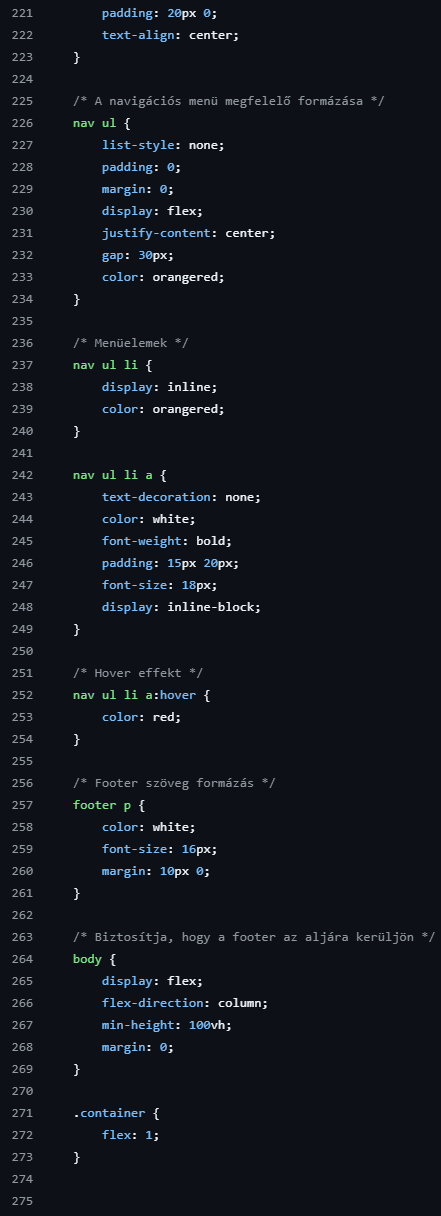 221 padding: 20px 0;
222 text-align: center;
223 }
224
225 /* A navigációs menü megfelelő formázása */
226 nav ul {
227 list-style: none;
228 padding: 0;
229 margin: 0;
230 display: flex;
231 justify-content: center;
232 gap: 30px;
233 color: orangered;
234 }
235
236 /* Menüelemek */
237 nav ul li {
238 display: inline;
239 color: orangered;
240 }
241
242 nav ul li a {
243 text-decoration: none;
244 color: white;
245 font-weight: bold;
246 padding: 15px 20px;
247 font-size: 18px;
248 display: inline-block;
249 }
250
251 /* Hover effekt */
252 nav ul li a:hover {
253 color: red;
254 }
255
256 /* Footer szöveg formázás */
257 footer p {
258 color: white;
259 font-size: 16px;
260 margin: 10px 0;
261 }
262
263 /* Biztosítja, hogy a footer az aljára kerüljön */
264 body {
265 display: flex;
266 flex-direction: column;
267 min-height: 100vh;
268 margin: 0;
269 }
270
271 .container {
272 flex: 1;
273 }
274
275